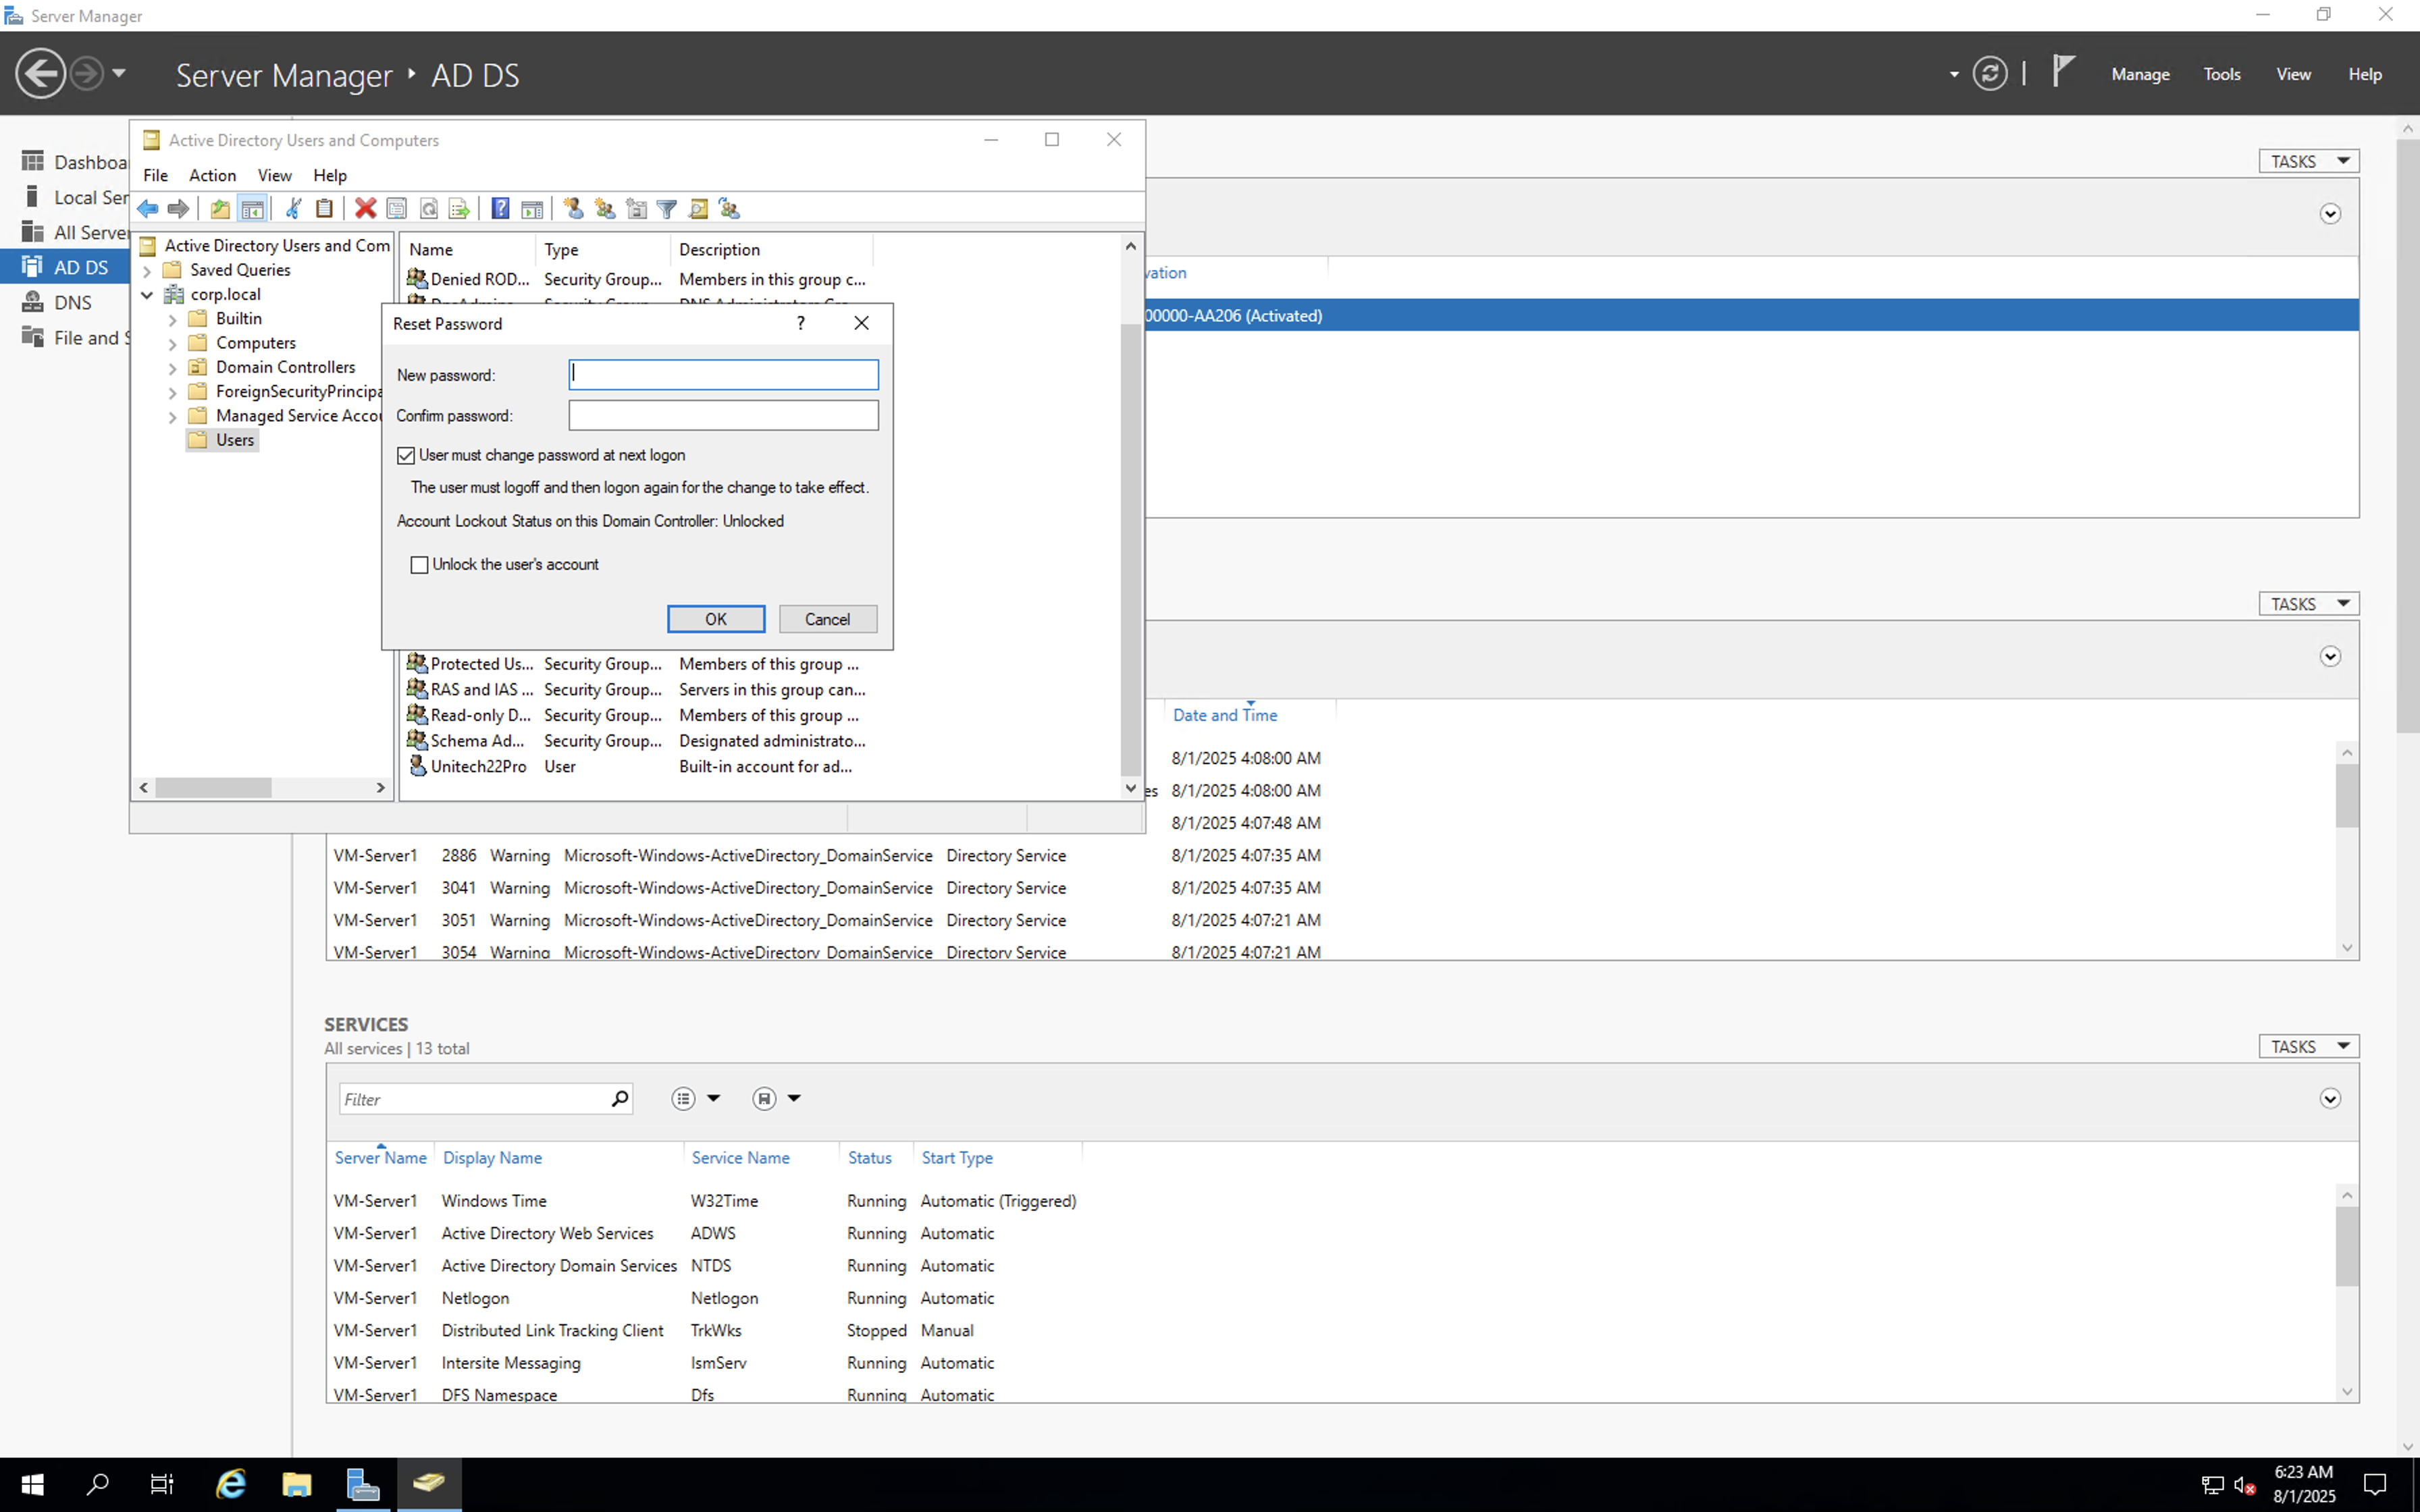 Server Manager
Server Manager ‣ AD DS
Manage
Tools
View
Help
Dashboa
Local Ser
All Server
AD DS
DNS
File and S
Active Directory Users and Computers
File Action View Help
Active Directory Users and Com
Saved Queries
corp.local
Builtin
Computers
Domain Controllers
ForeignSecurityPrincipa
Managed Service Accou
Users
Name Type Description
Denied ROD... Security Group... Members in this group c...
Reset Password
?
New password:
Confirm password:
User must change password at next logon
The user must logoff and then logon again for the change to take effect.
Account Lockout Status on this Domain Controller: Unlocked
Unlock the user's account
OK
Cancel
Protected Us... Security Group... Members of this group ...
RAS and IAS ... Security Group... Servers in this group can...
Read-only D... Security Group... Members of this group ...
Schema Ad... Security Group... Designated administrato...
Unitech22Pro User Built-in account for ad...
TASKS
vation
00000-AA206 (Activated)
TASKS
Date and Time
8/1/2025 4:08:00 AM
es 8/1/2025 4:08:00 AM
8/1/2025 4:07:48 AM
VM-Server1 2886 Warning Microsoft-Windows-ActiveDirectory_DomainService Directory Service 8/1/2025 4:07:35 AM
VM-Server1 3041 Warning Microsoft-Windows-ActiveDirectory_DomainService Directory Service 8/1/2025 4:07:35 AM
VM-Server1 3051 Warning Microsoft-Windows-ActiveDirectory_DomainService Directory Service 8/1/2025 4:07:21 AM
VM-Server1 3054 Warning Microsoft-Windows-ActiveDirectory_DomainService Directory Service 8/1/2025 4:07:21 AM
SERVICES
All services | 13 total
TASKS
Filter
Server Name Display Name Service Name Status Start Type
VM-Server1 Windows Time W32Time Running Automatic (Triggered)
VM-Server1 Active Directory Web Services ADWS Running Automatic
VM-Server1 Active Directory Domain Services NTDS Running Automatic
VM-Server1 Netlogon Netlogon Running Automatic
VM-Server1 Distributed Link Tracking Client TrkWks Stopped Manual
VM-Server1 Intersite Messaging IsmServ Running Automatic
VM-Server1 DFS Namespace Dfs Running Automatic
6:23 AM
8/1/2025